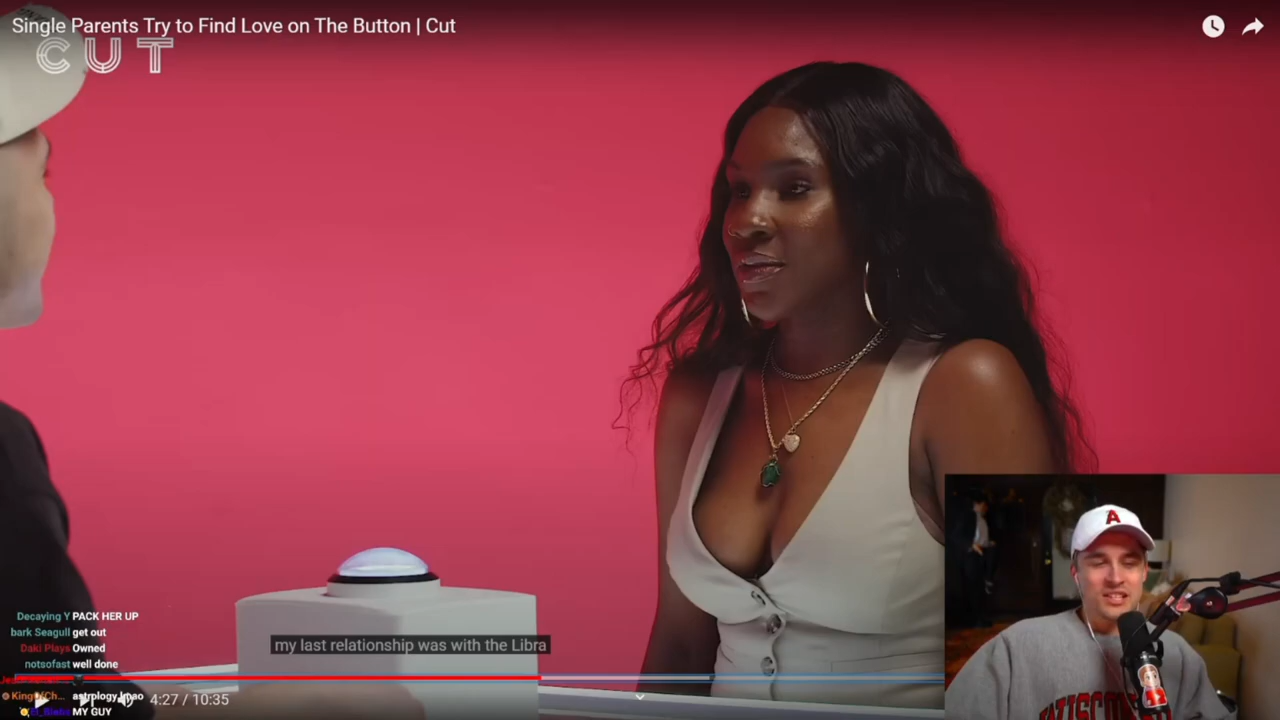 Single Parents Try to Find Love on The Button | Cut
CUT
A
Decaying Y PACK HER UP
bark Seagull get out
my last relationship was with the Libra
Daki Plays Owned
notsofast well done
astrology lmao
4:27 / 10:35
MY GUY
WISCON